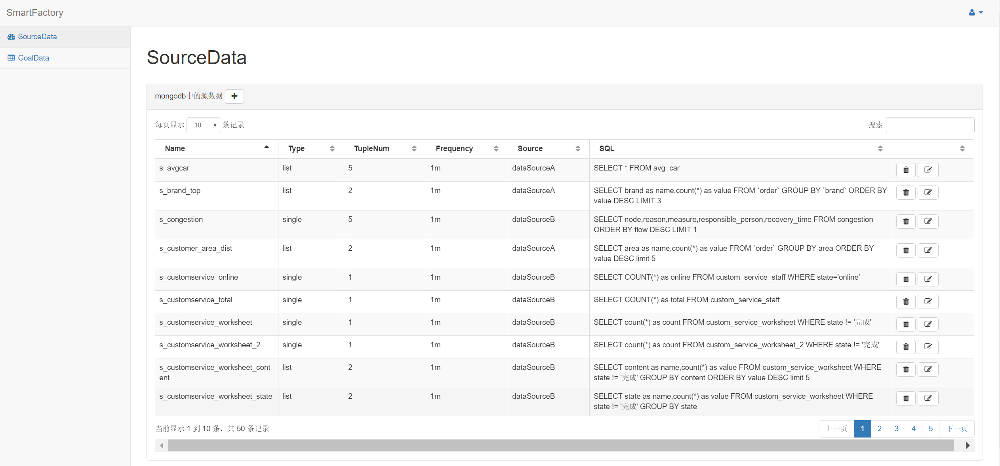 SmartFactory
SourceData
GoalData
SourceData
mongodb中的源数据
每页显示 10 条记录
搜索
Name Type TupleNum Frequency Source SQL
s_avgcar list 5 1m dataSourceA SELECT * FROM avg_car
s_brand_top list 2 1m dataSourceA SELECT brand as name,count(*) as value FROM `order` GROUP BY `brand` ORDER BY
value DESC LIMIT 3
s_congestion single 5 1m dataSourceB SELECT node,reason,measure,responsible_person,recovery_time FROM congestion
ORDER BY flow DESC LIMIT 1
s_customer_area_dist list 2 1m dataSourceA SELECT area as name,count(*) as value FROM `order` GROUP BY area ORDER BY
value DESC limit 5
s_customservice_online single 1 1m dataSourceB SELECT COUNT(*) as online FROM custom_service_staff WHERE state='online'
s_customservice_total single 1 1m dataSourceB SELECT COUNT(*) as total FROM custom_service_staff
s_customservice_worksheet single 1 1m dataSourceB SELECT count(*) as count FROM custom_service_worksheet WHERE state != '完成'
s_customservice_worksheet_2 single 1 1m dataSourceB SELECT count(*) as count FROM custom_service_worksheet_2 WHERE state != '完成'
s_customservice_worksheet_cont list 2 1m dataSourceB SELECT content as name,count(*) as value FROM custom_service_worksheet WHERE
ent state != '完成' GROUP BY content ORDER BY value DESC limit 5
s_customservice_worksheet_state list 2 1m dataSourceB SELECT state as name,count(*) as value FROM custom_service_worksheet WHERE
state != '完成' GROUP BY state
当前显示 1 到 10 条，共 50 条记录
上一页 1 2 3 4 5 下一页